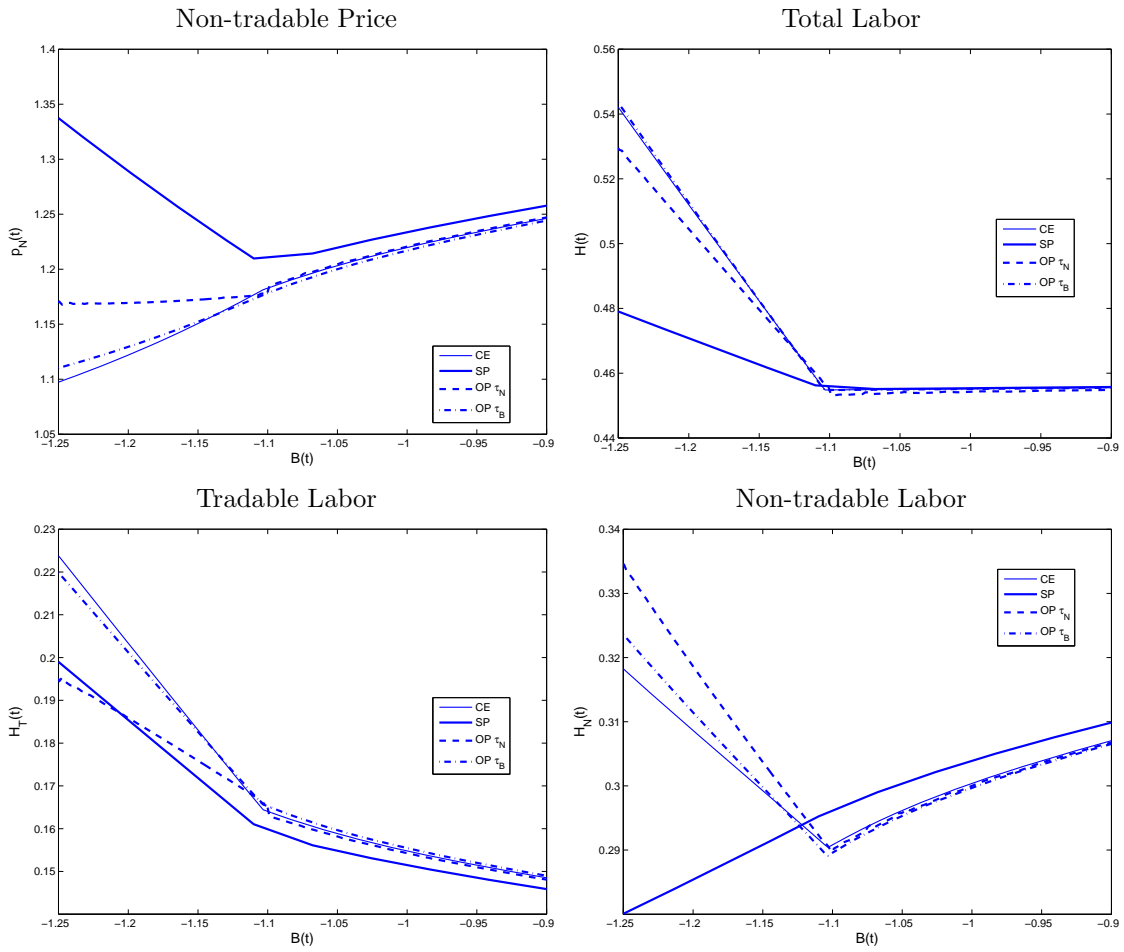 Non-tradable Price
1.4
1.35
1.3
1.25
1.2
1.15
1.1
1.05
p_N(t)
−1.25 −1.2 −1.15 −1.1 −1.05 −1 −0.95 −0.9
B(t)
CE
SP
OP τ_N
OP τ_B
Total Labor
0.56
0.54
0.52
0.5
0.48
0.46
0.44
H(t)
−1.25 −1.2 −1.15 −1.1 −1.05 −1 −0.95 −0.9
B(t)
CE
SP
OP τ_N
OP τ_B
Tradable Labor
0.23
0.22
0.21
0.2
0.19
0.18
0.17
0.16
0.15
H_T(t)
−1.25 −1.2 −1.15 −1.1 −1.05 −1 −0.95 −0.9
B(t)
CE
SP
OP τ_N
OP τ_B
Non-tradable Labor
0.34
0.33
0.32
0.31
0.3
0.29
H_N(t)
−1.25 −1.2 −1.15 −1.1 −1.05 −1 −0.95 −0.9
B(t)
CE
SP
OP τ_N
OP τ_B